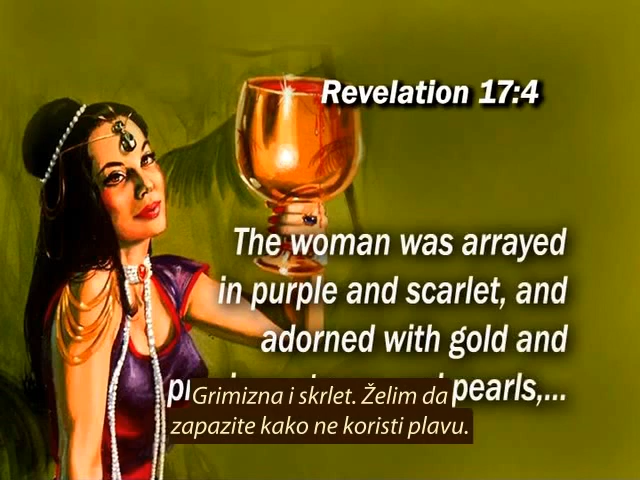 Revelation 17:4
The woman was arrayed
in purple and scarlet, and
adorned with gold and
pearls,...
Grimizna i skrlet. Želim da
zapazite kako ne koristi plavu.